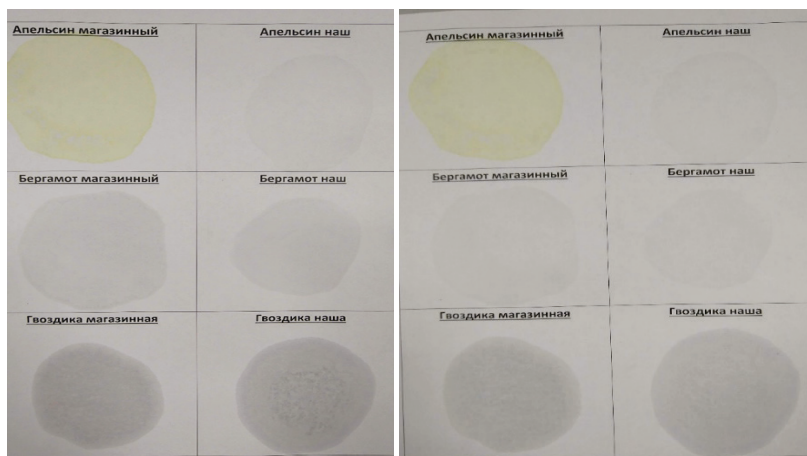 Апельсин магазинный
Апельсин наш
Бергамот магазинный
Бергамот наш
Гвоздика магазинная
Гвоздика наша
Апельсин магазинный
Апельсин наш
Бергамот магазинный
Бергамот наш
Гвоздика магазинная
Гвоздика наша